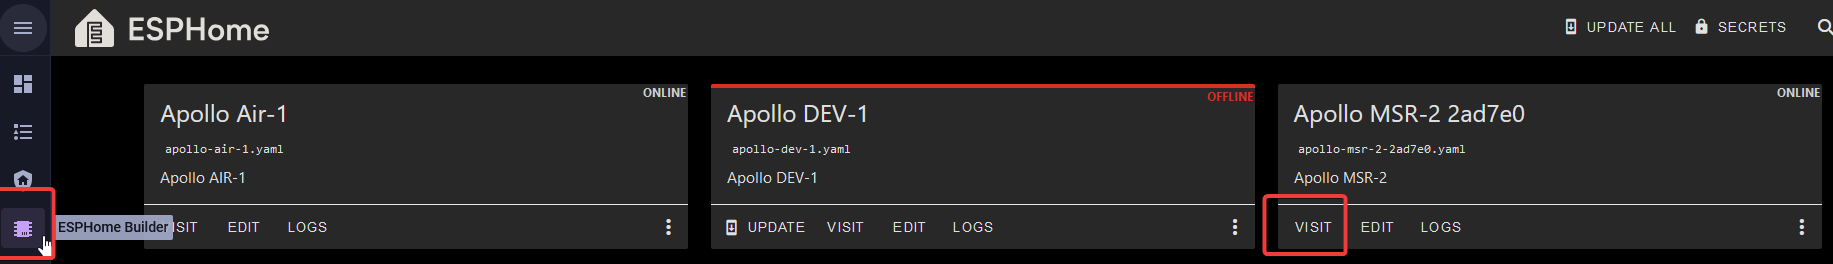 ESPHome
UPDATE ALL
SECRETS
ONLINE
Apollo Air-1
apollo-air-1.yaml
Apollo AIR-1
EDIT
LOGS
OFFLINE
Apollo DEV-1
apollo-dev-1.yaml
Apollo DEV-1
UPDATE
VISIT
EDIT
LOGS
ONLINE
Apollo MSR-2 2ad7e0
apollo-msr-2-2ad7e0.yaml
Apollo MSR-2
VISIT
EDIT
LOGS
ESPHome Builder